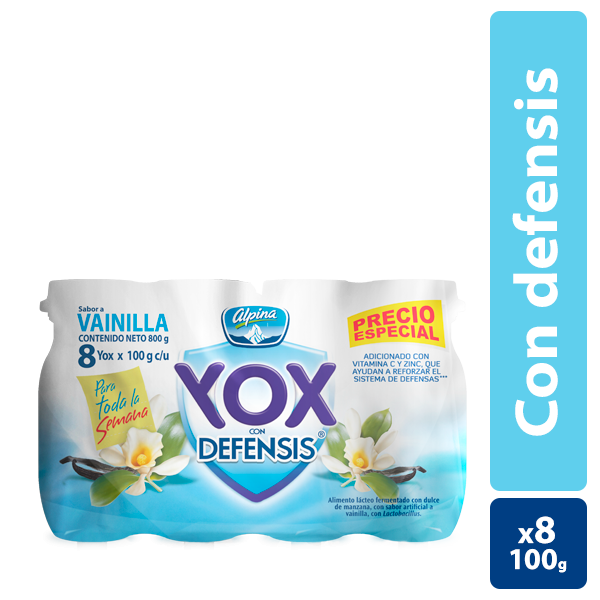 Sabor a
VAINILLA
CONTENIDO NETO 800 g
8 Yox x 100 g c/u
Para
toda la
Semana
Alpina
YOX
CON
DEFENSIS®
PRECIO
ESPECIAL
ADICIONADO CON
VITAMINA C Y ZINC, QUE
AYUDAN A REFORZAR EL
SISTEMA DE DEFENSAS***
Alimento lácteo fermentado con dulce
de manzana, con sabor artificial a
vainilla, con Lactobacillus.
Con defensis
x8
100g